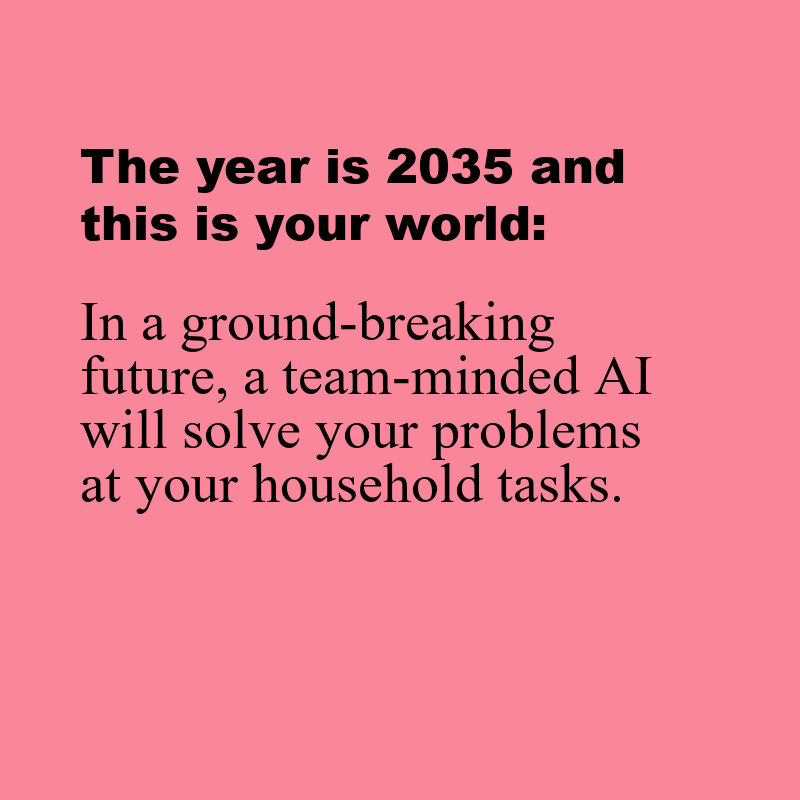 The year is 2035 and
this is your world:
In a ground-breaking
future, a team-minded AI
will solve your problems
at your household tasks.